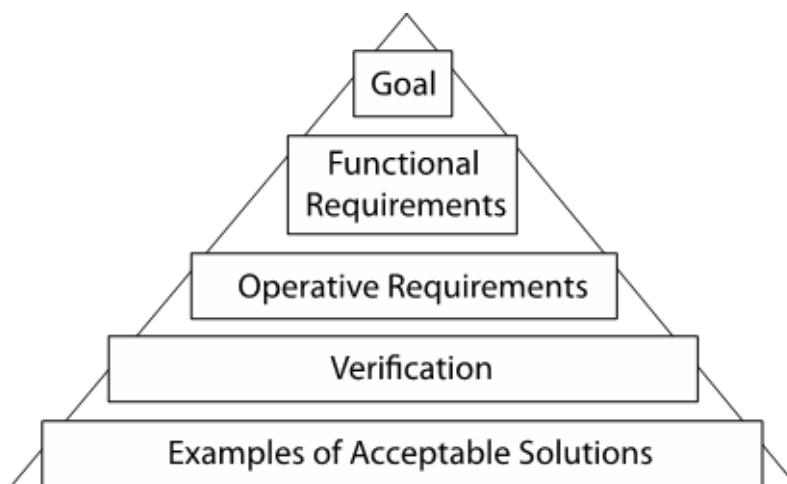 Goal
Functional
Requirements
Operative Requirements
Verification
Examples of Acceptable Solutions